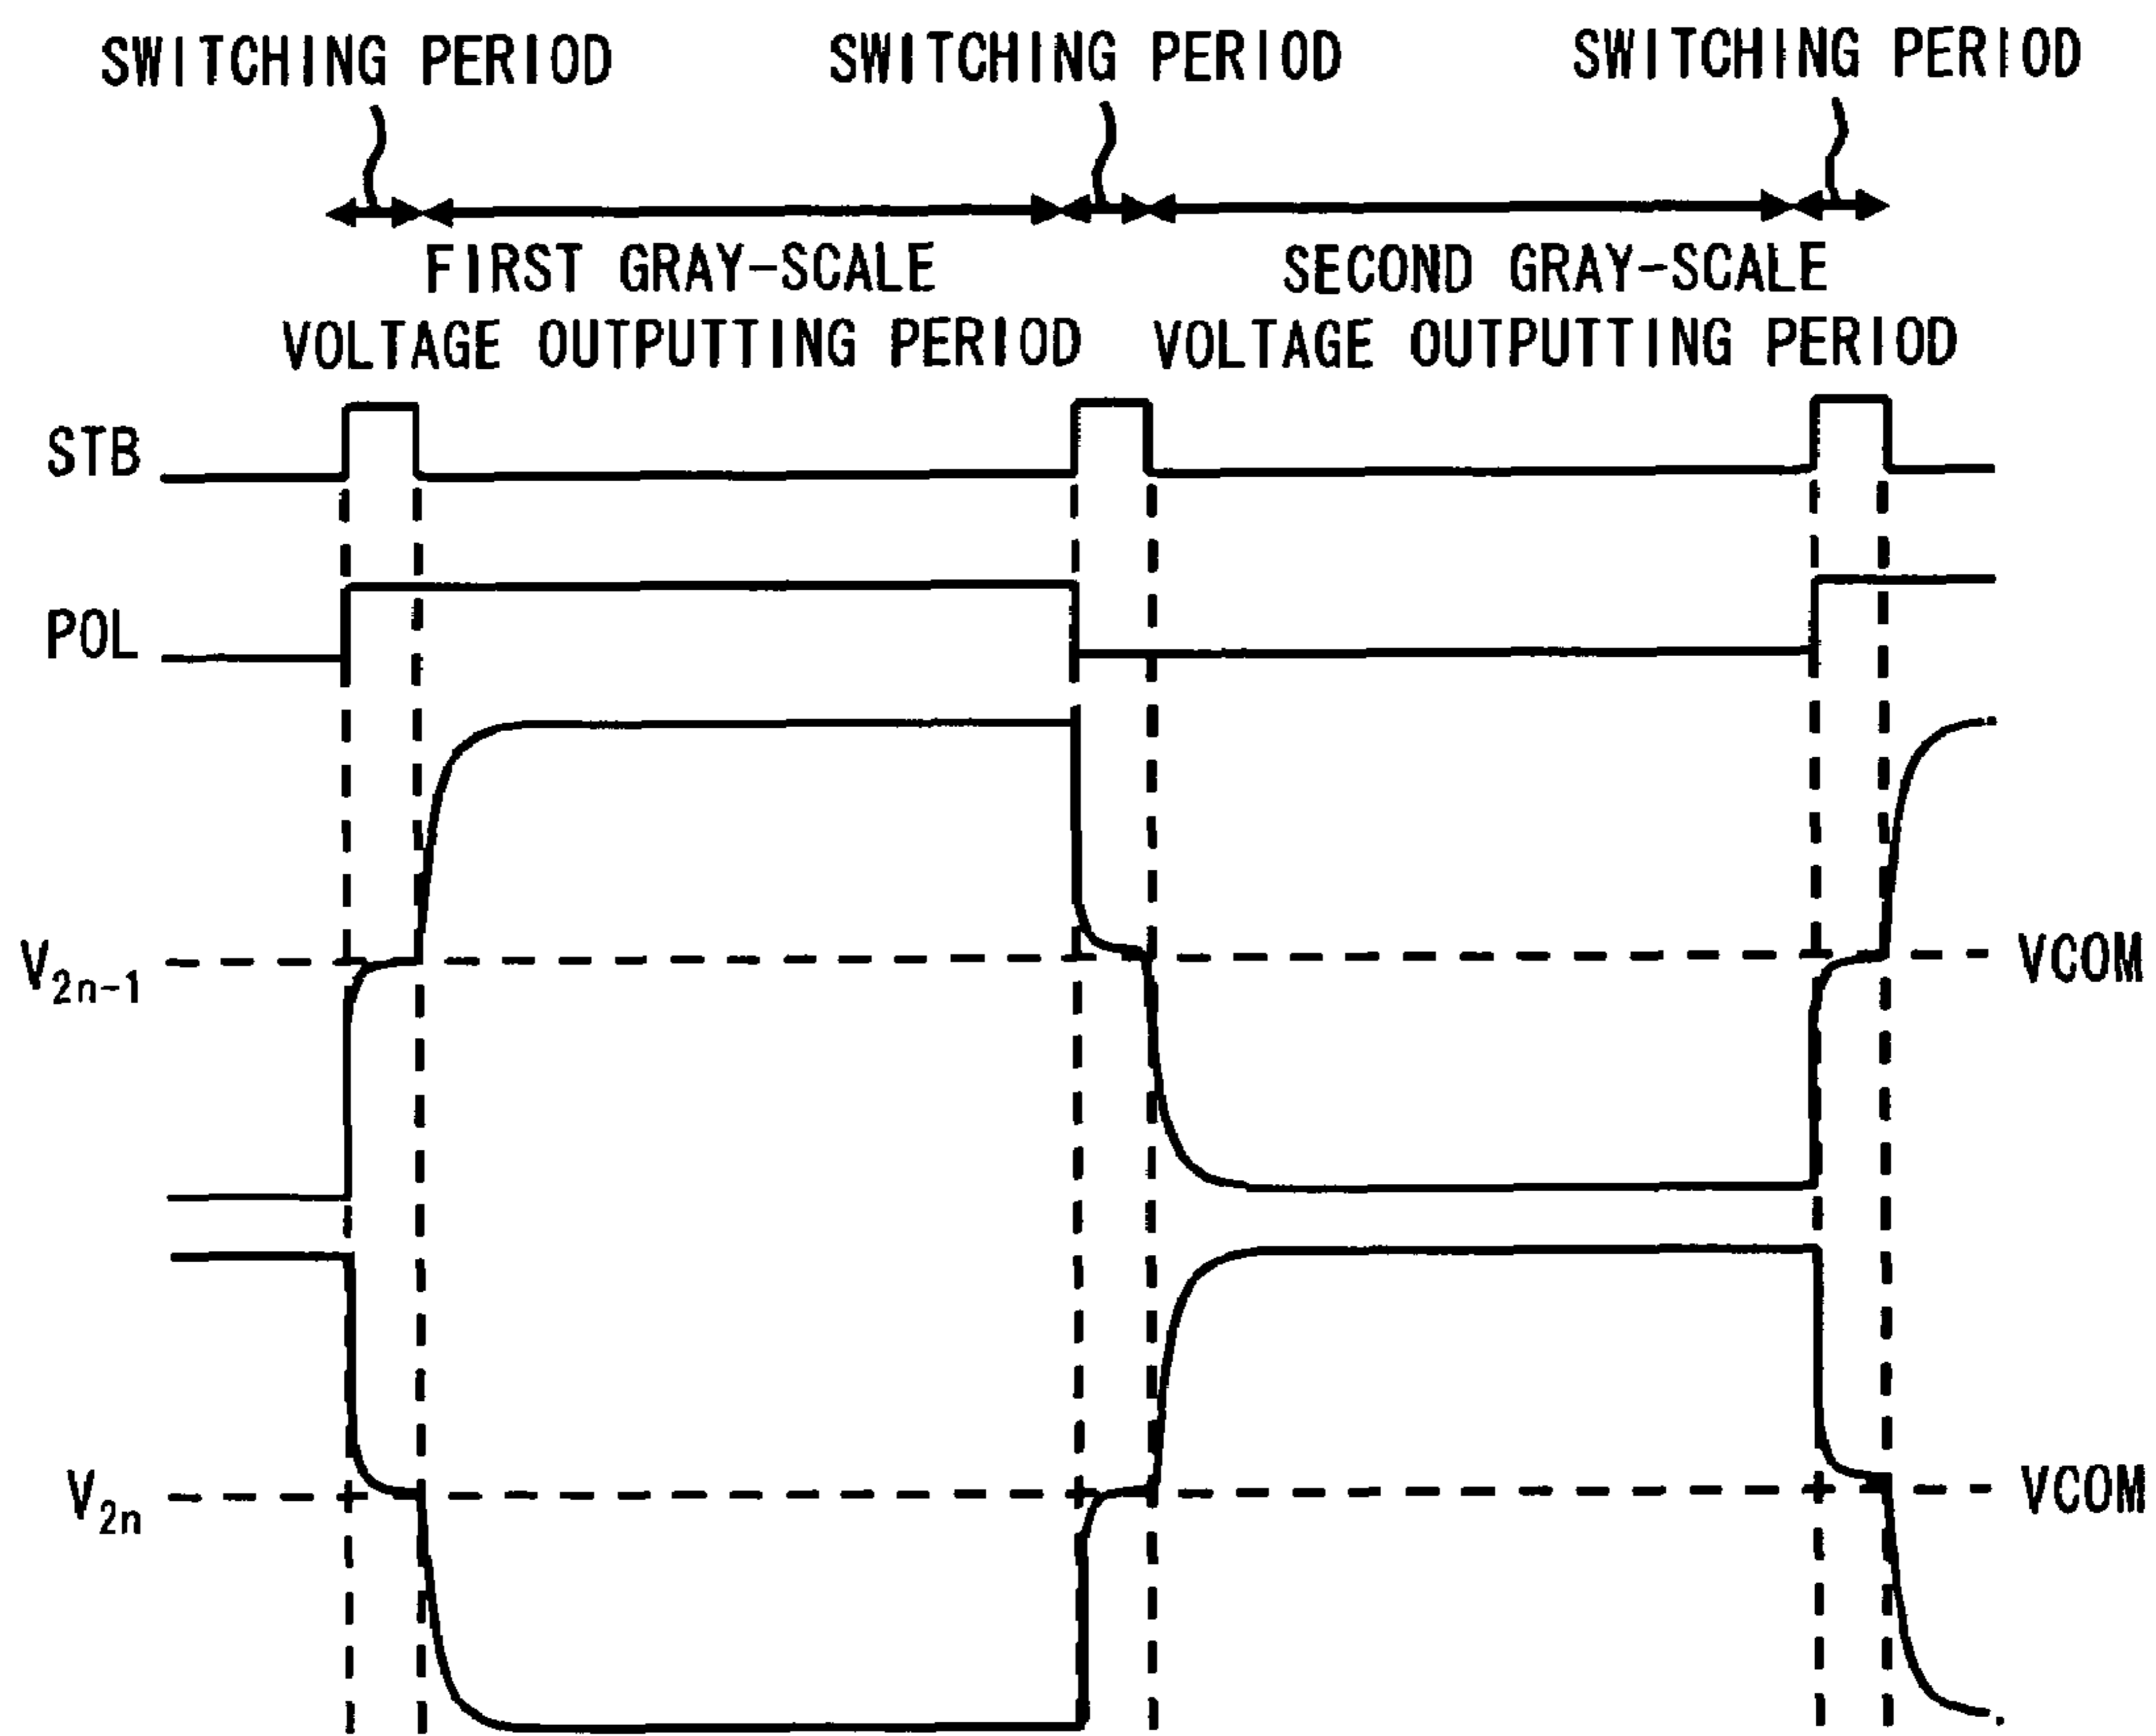 SWITCHING PERIOD
SWITCHING PERIOD
SWITCHING PERIOD
FIRST GRAY-SCALE
VOLTAGE OUTPUTTING PERIOD
SECOND GRAY-SCALE
VOLTAGE OUTPUTTING PERIOD
STB
POL
V2n-1
VCOM
V2n
VCOM